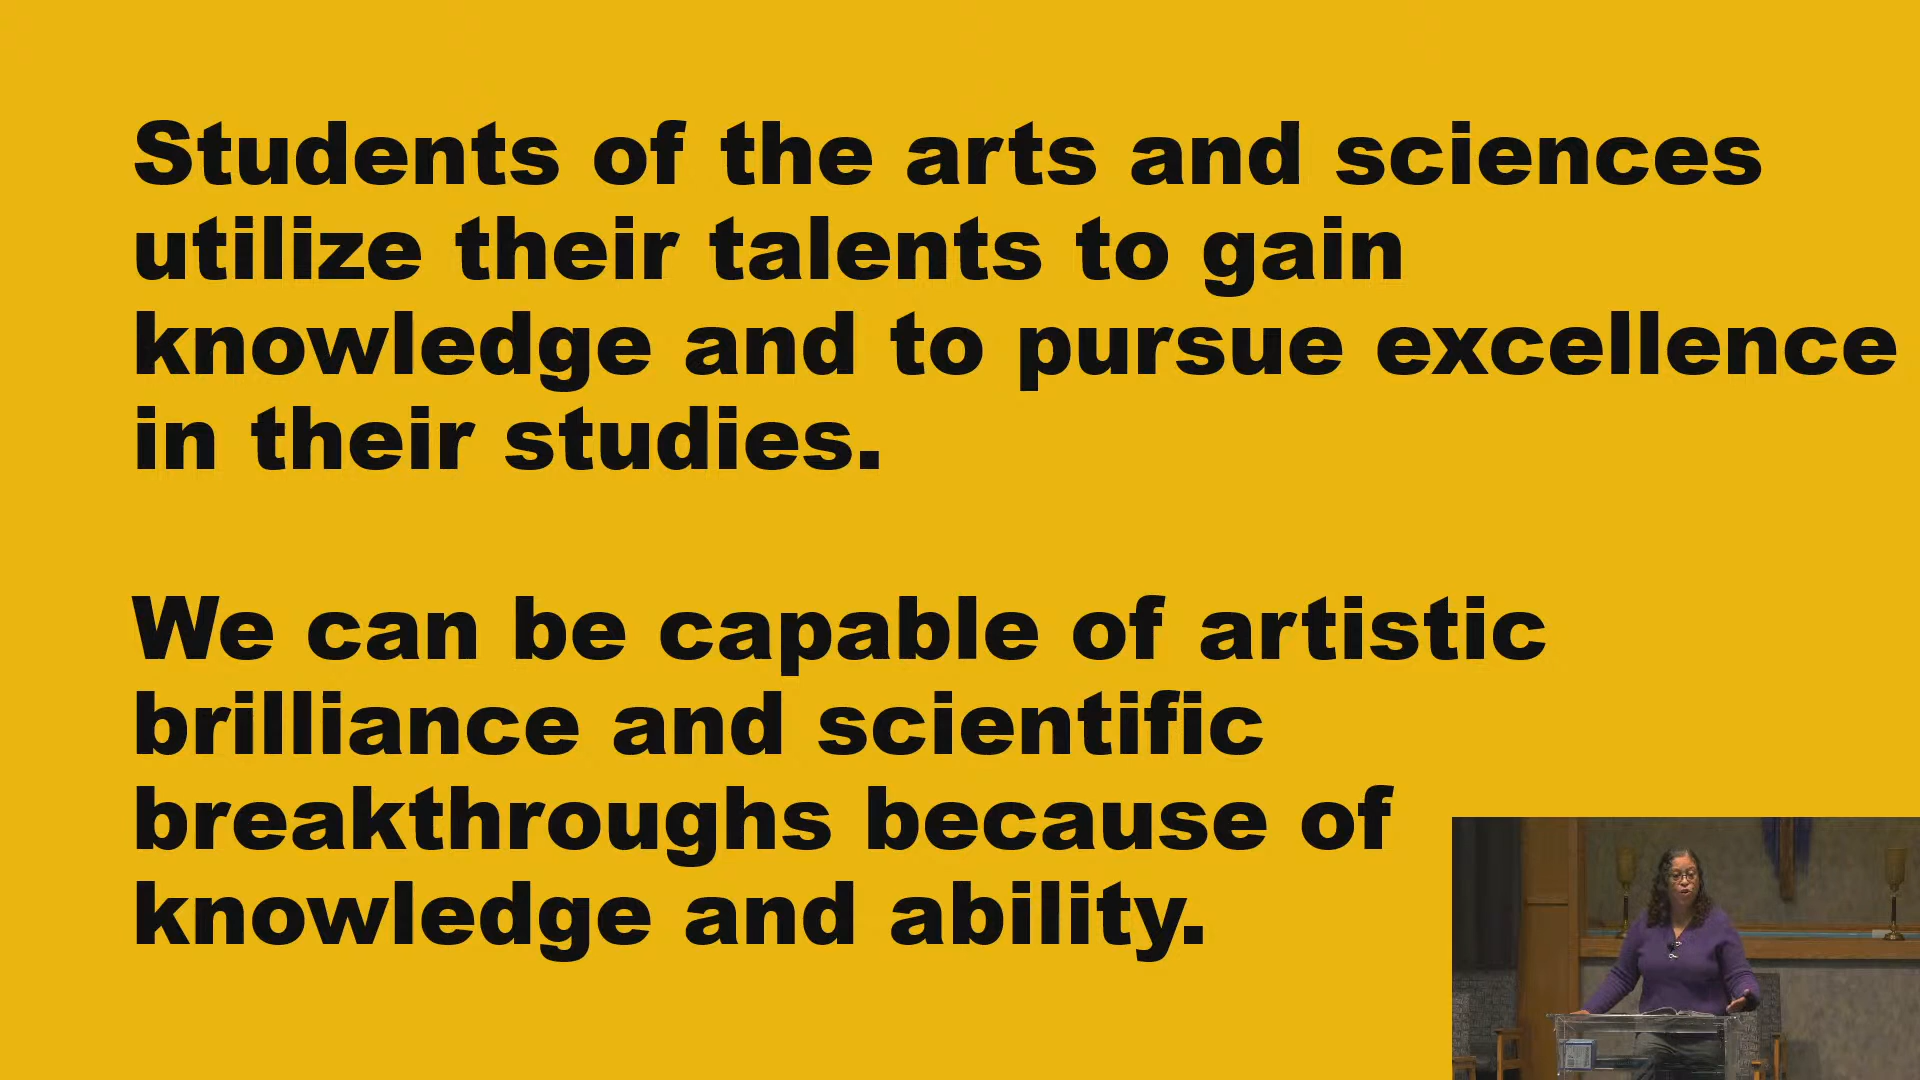 Students of the arts and sciences
utilize their talents to gain
knowledge and to pursue excellence
in their studies.
We can be capable of artistic
brilliance and scientific
breakthroughs because of
knowledge and ability.